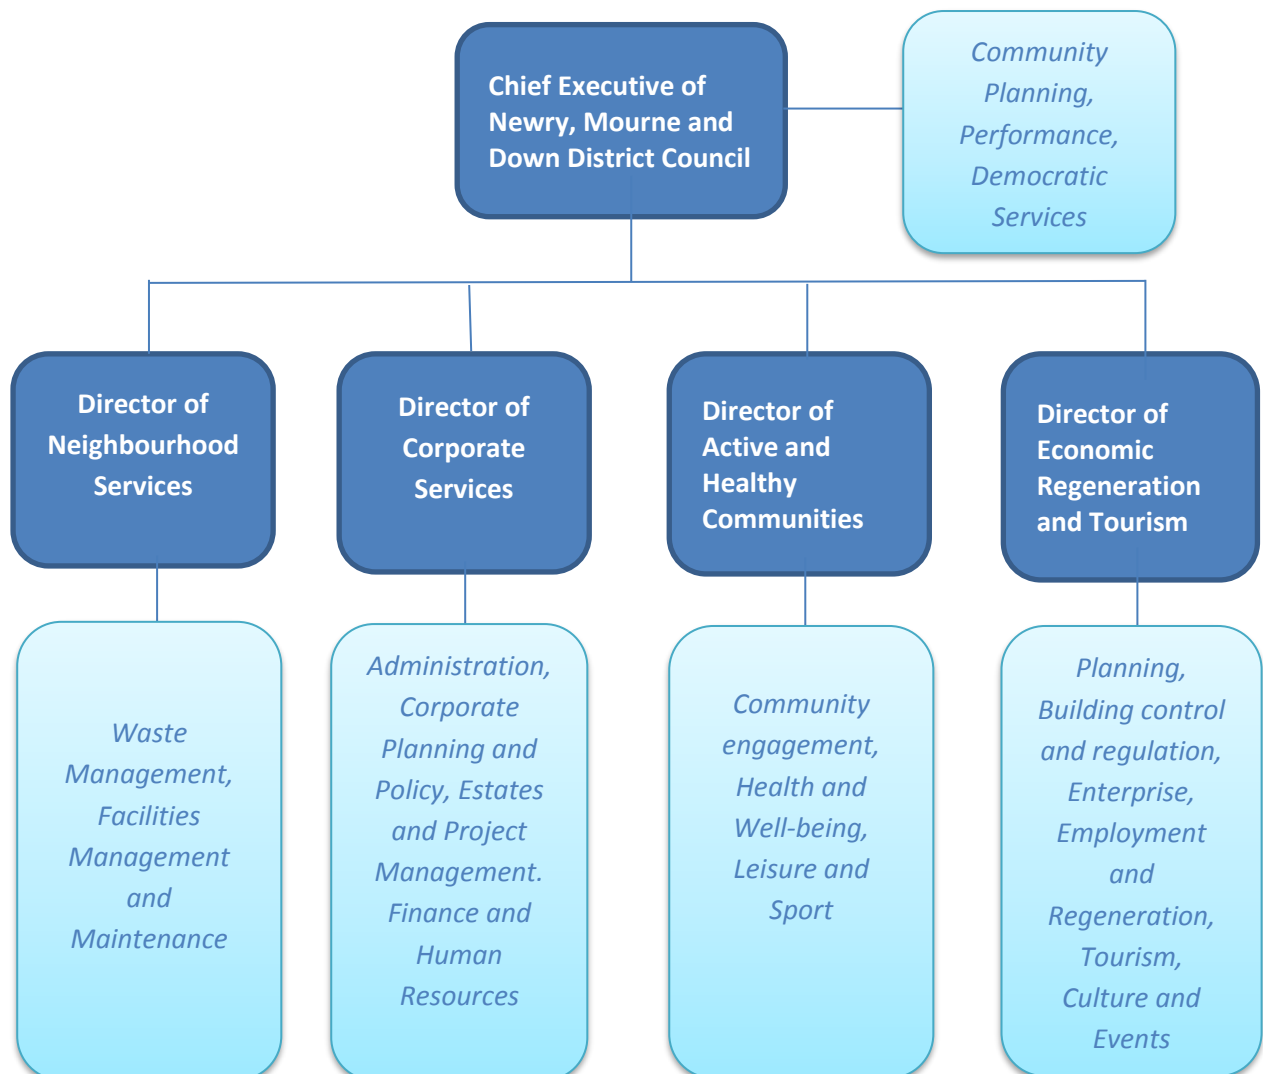 Chief Executive of
Newry, Mourne and
Down District Council
Community
Planning,
Performance,
Democratic
Services
Director of
Neighbourhood
Services
Director of
Corporate
Services
Director of
Active and
Healthy
Communities
Director of
Economic
Regeneration
and Tourism
Waste
Management,
Facilities
Management
and
Maintenance
Administration,
Corporate
Planning and
Policy, Estates
and Project
Management.
Finance and
Human
Resources
Community
engagement,
Health and
Well-being,
Leisure and
Sport
Planning,
Building control
and regulation,
Enterprise,
Employment
and
Regeneration,
Tourism,
Culture and
Events